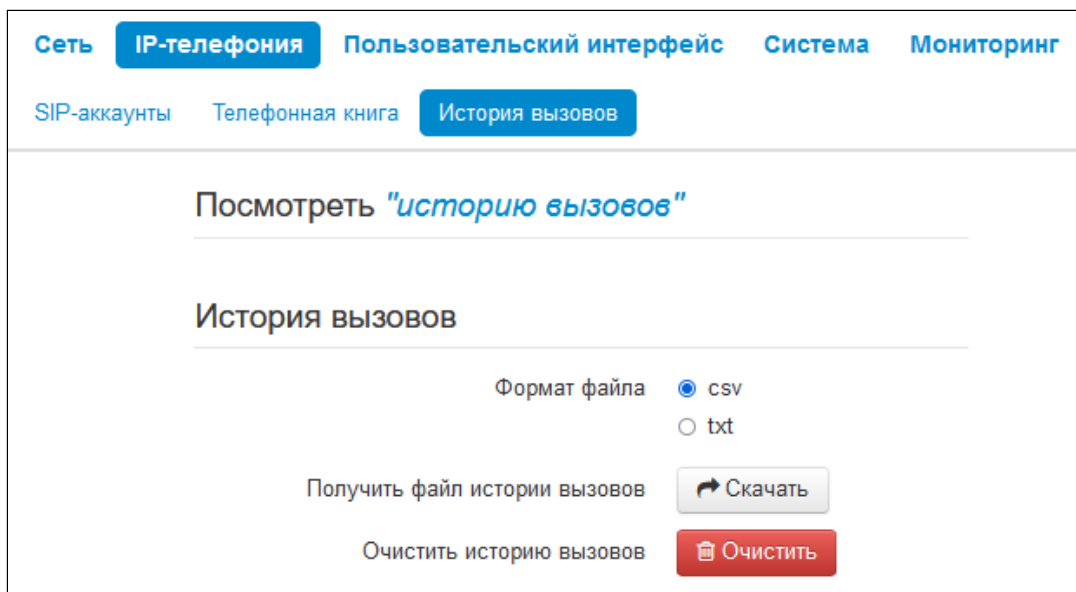 Сеть IP-телефония Пользовательский интерфейс Система Мониторинг
SIP-аккаунты Телефонная книга История вызовов
Посмотреть "историю вызовов"
История вызовов
Формат файла csv
txt
Получить файл истории вызовов Скачать
Очистить историю вызовов Очистить